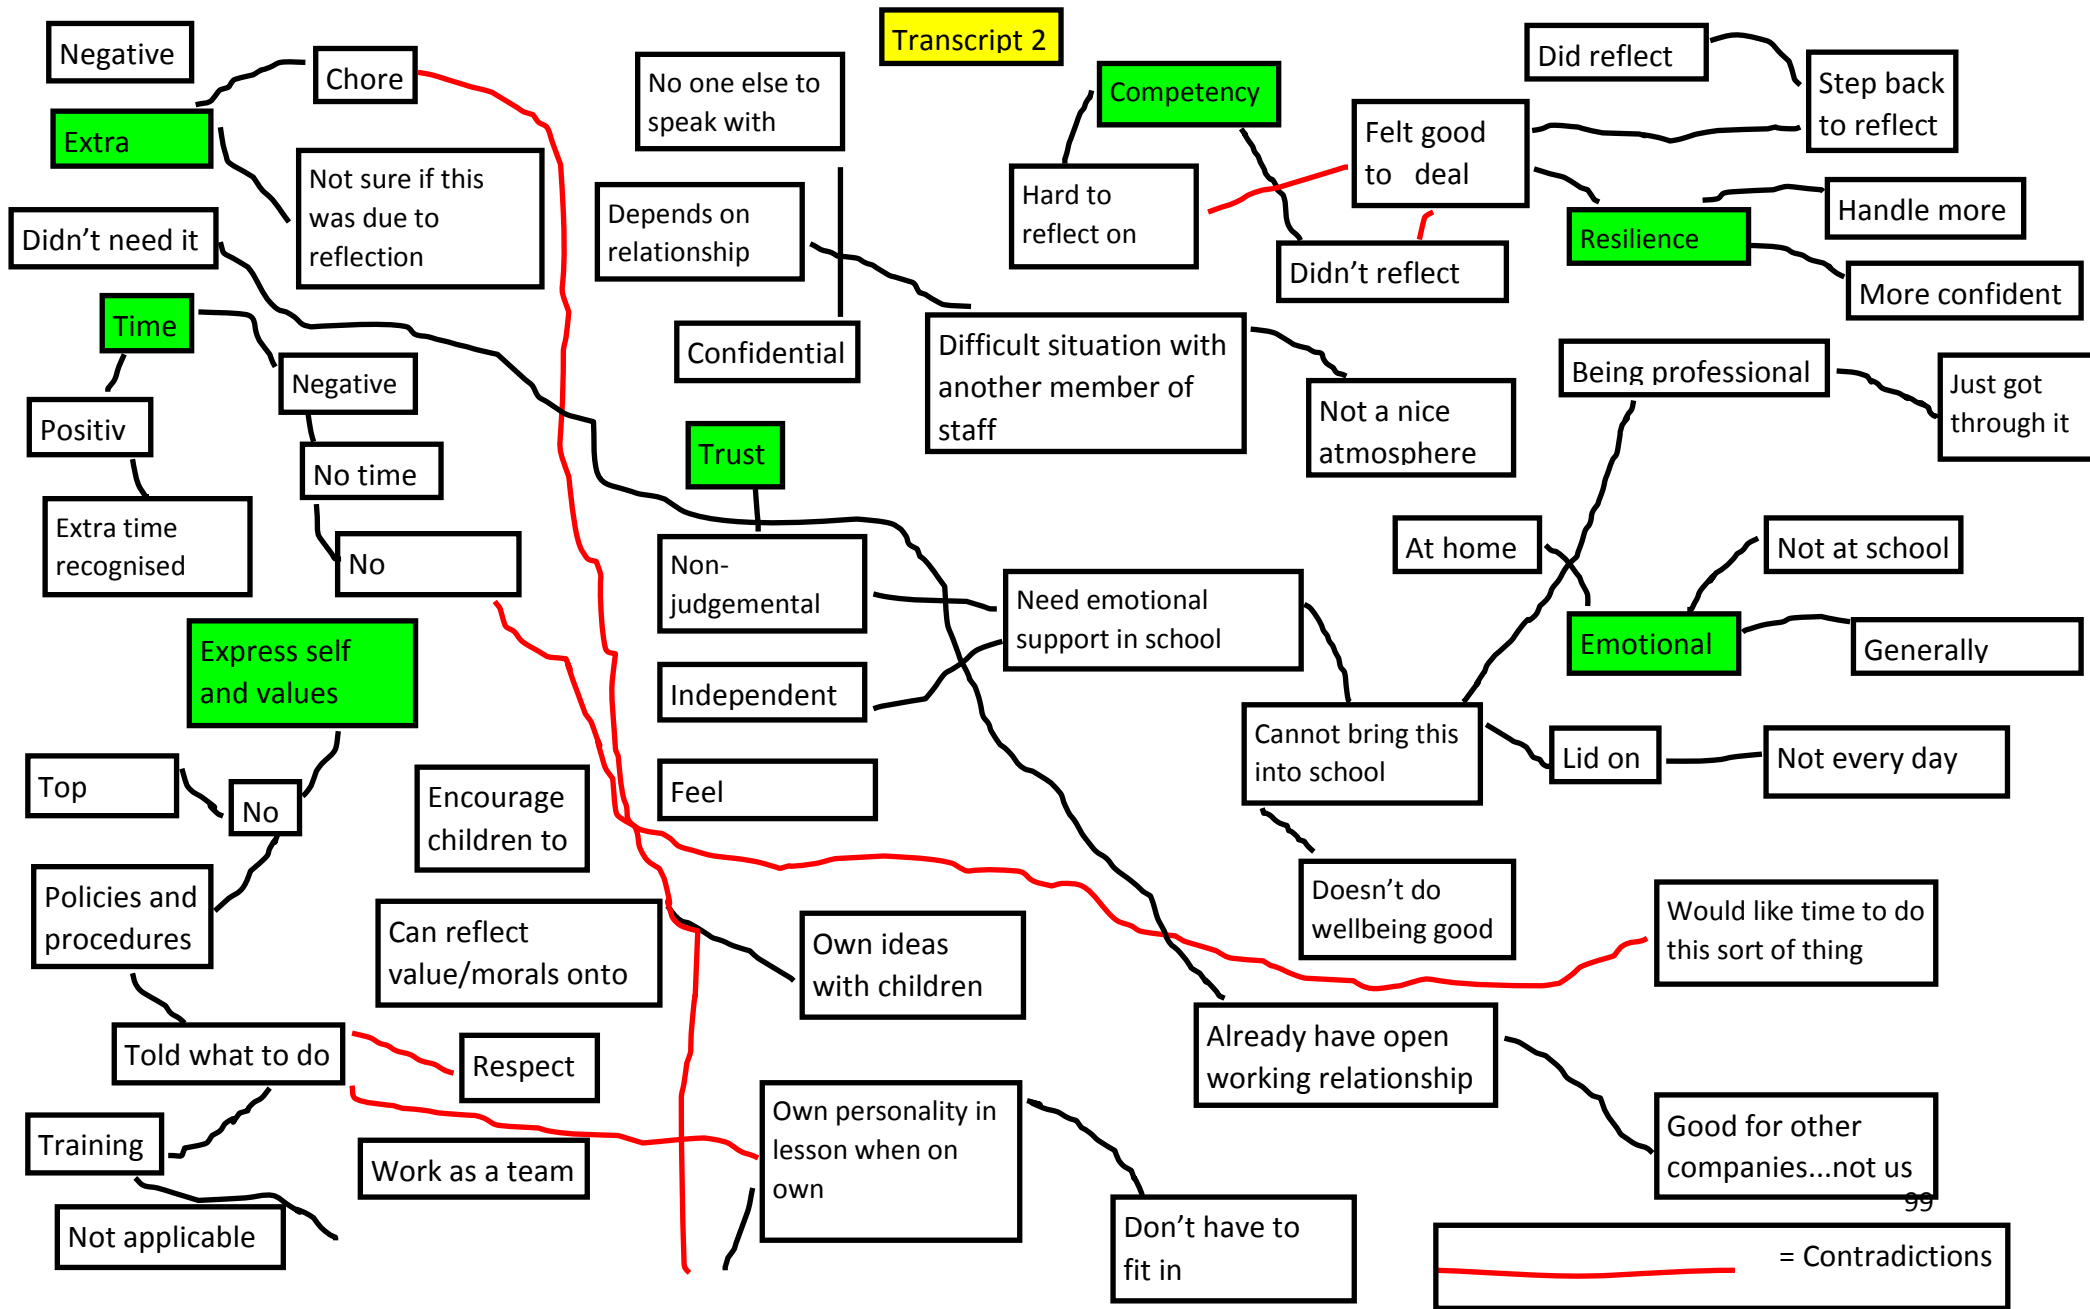 Transcript 2
Negative
Chore
Extra
Not sure if this
was due to
reflection
Didn't need it
Time
Negative
Positiv
No time
Extra time
recognised
No
No one else to
speak with
Depends on
relationship
Confidential
Competency
Hard to
reflect on
Didn't reflect
Felt good
to deal
Did reflect
Step back
to reflect
Handle more
Resilience
More confident
Difficult situation with
another member of
staff
Not a nice
atmosphere
Being professional
Just got
through it
Trust
Non-
judgemental
Independent
Feel
Need emotional
support in school
At home
Not at school
Emotional
Generally
Cannot bring this
into school
Lid on
Not every day
Doesn't do
wellbeing good
Express self
and values
Top
No
Policies and
procedures
Encourage
children to
Can reflect
value/morals onto
Own ideas
with children
Told what to do
Respect
Training
Work as a team
Not applicable
Own personality in
lesson when on
own
Don't have to
fit in
Would like time to do
this sort of thing
Already have open
working relationship
Good for other
companies...not us
99
= Contradictions